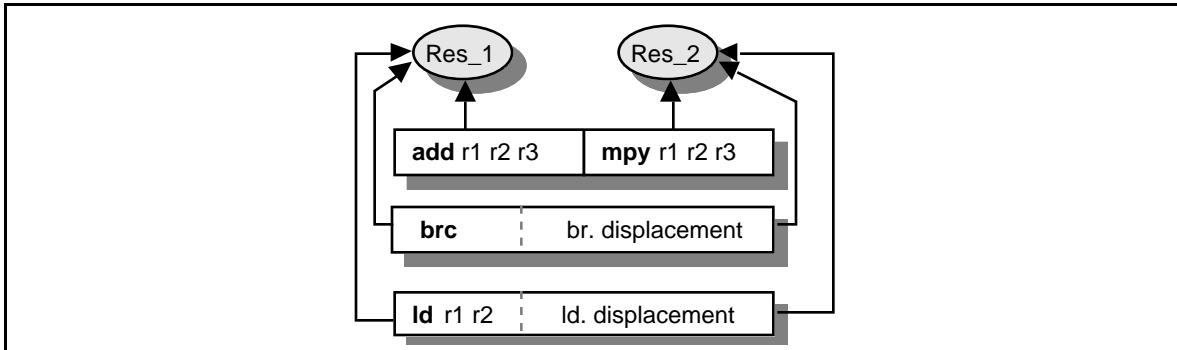 Res_1 Res_2
add r1 r2 r3 mpy r1 r2 r3
brc br. displacement
ld r1 r2 ld. displacement